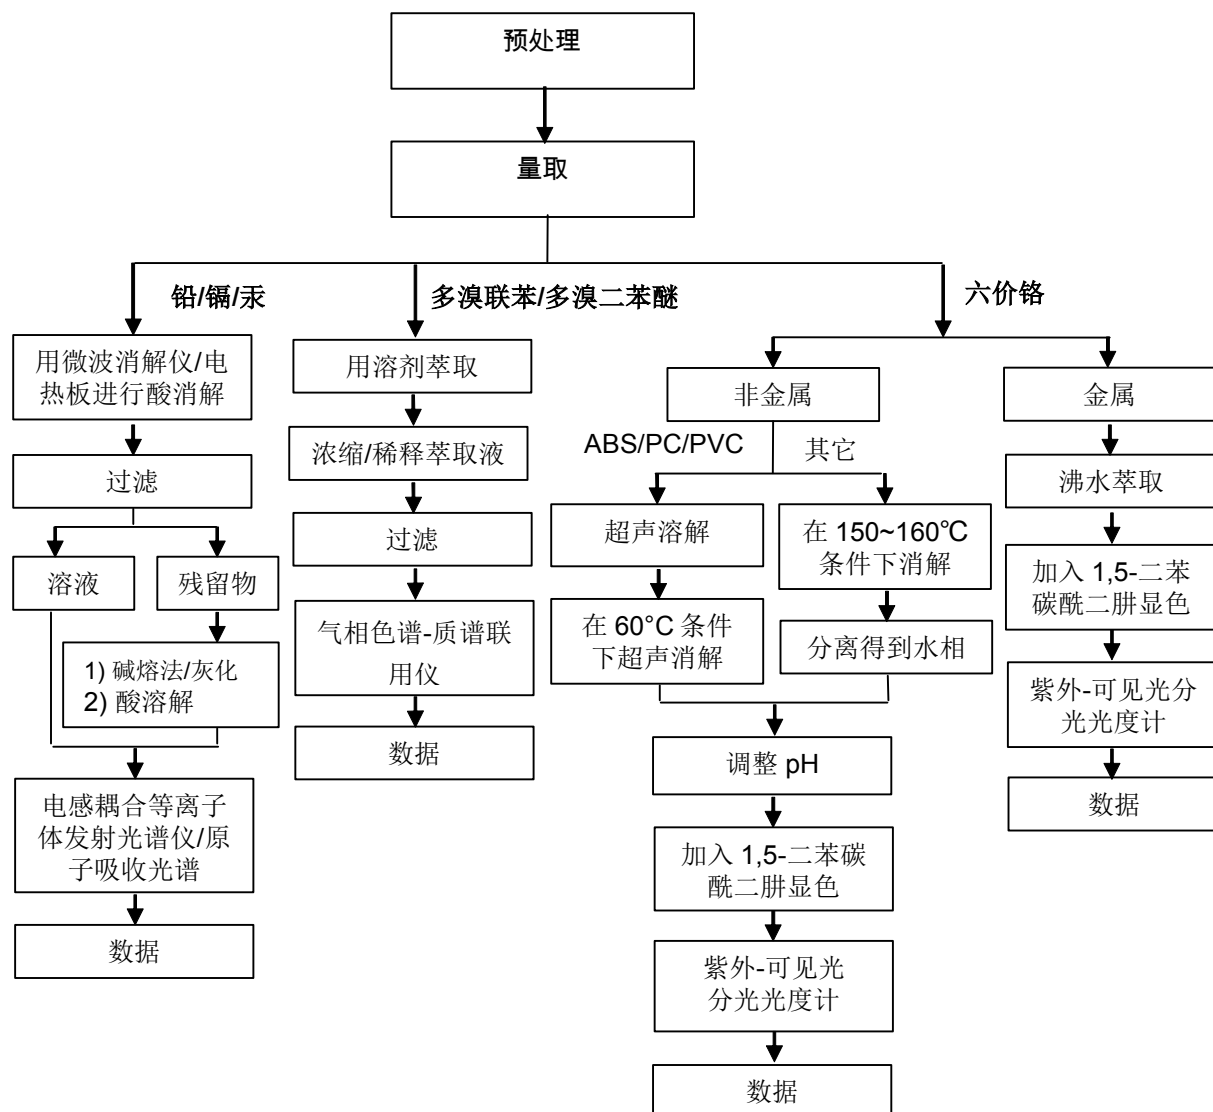 预处理
量取
铅/镉/汞
用微波消解仪/电
热板进行酸消解
过滤
溶液
残留物
1) 碱熔法/灰化
2) 酸溶解
电感耦合等离子
体发射光谱仪/原
子吸收光谱
数据
多溴联苯/多溴二苯醚
用溶剂萃取
浓缩/稀释萃取液
过滤
气相色谱-质谱联
用仪
数据
六价铬
非金属
ABS/PC/PVC
其它
超声溶解
在 60°C 条件
下超声消解
在 150~160℃
条件下消解
分离得到水相
调整 pH
加入 1,5-二苯碳
酰二肼显色
紫外-可见光
分光光度计
数据
金属
沸水萃取
加入 1,5-二苯
碳酰二肼显色
紫外-可见光分
光光度计
数据